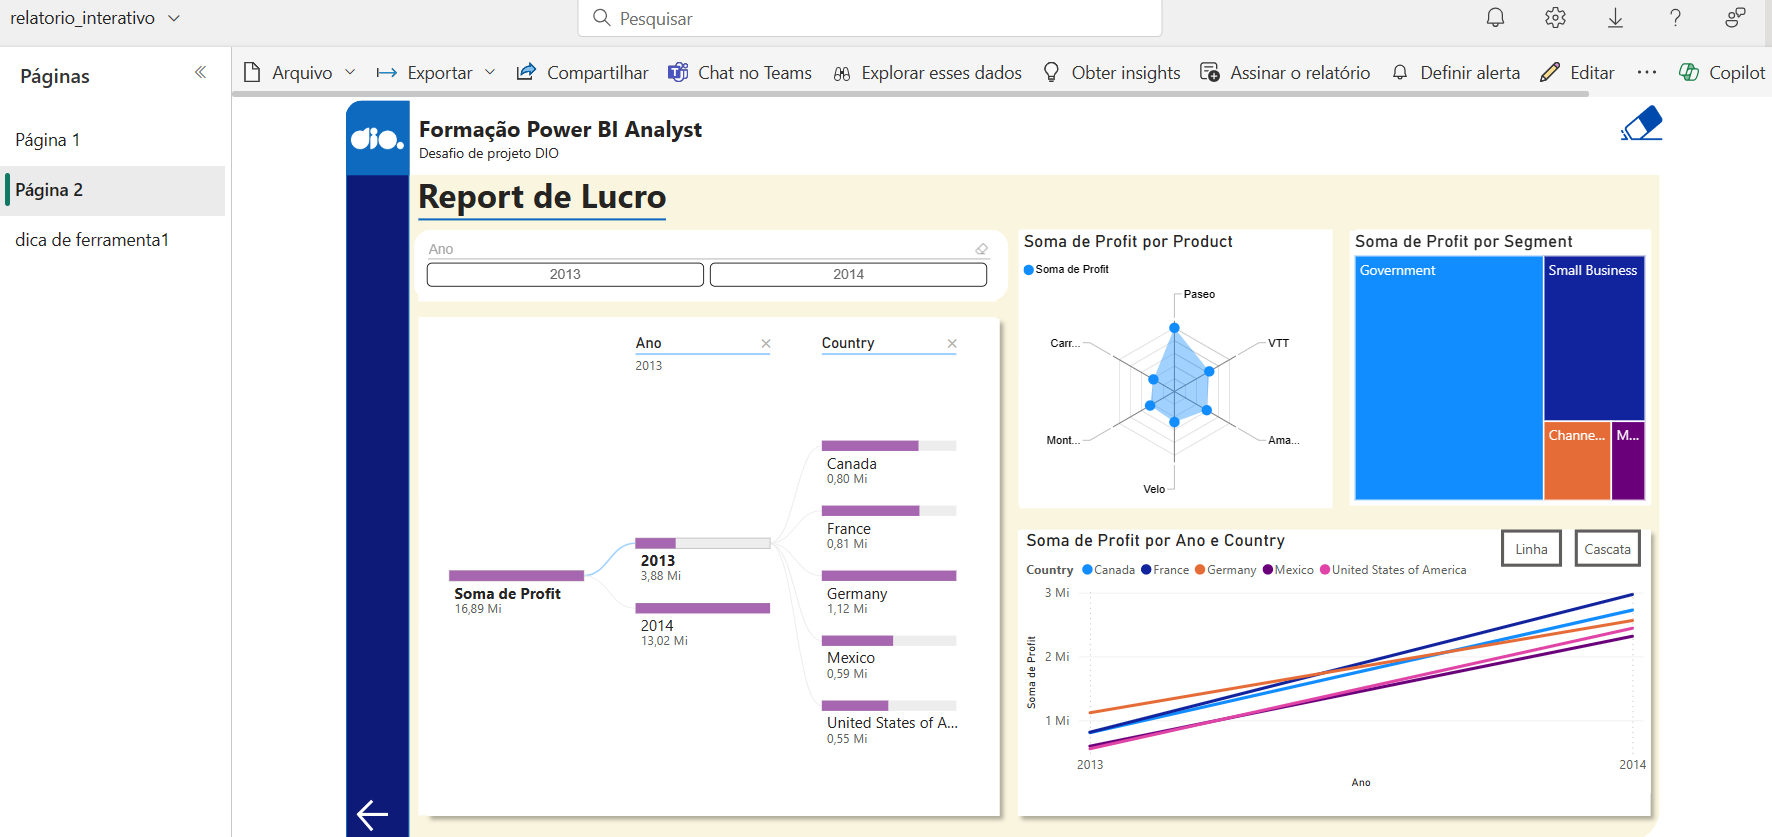 relatorio_interativo
Pesquisar
Páginas
Página 1
Página 2
dica de ferramenta1
Arquivo
Exportar
Compartilhar
Chat no Teams
Explorar esses dados
Obter insights
Assinar o relatório
Definir alerta
Editar
Copilot
dio.
Formação Power BI Analyst
Desafio de projeto DIO
Report de Lucro
Ano
2013
2014
Ano
2013
Country
Canada
0,80 Mi
France
0,81 Mi
2013
3,88 Mi
Soma de Profit
16,89 Mi
Germany
1,12 Mi
2014
13,02 Mi
Mexico
0,59 Mi
United States of A...
0,55 Mi
Soma de Profit por Product
Soma de Profit
Paseo
VTT
Ama...
Velo
Mont...
Carr...
Soma de Profit por Segment
Government
Small Business
Channe...
M...
Soma de Profit por Ano e Country
Linha
Cascata
Country Canada France Germany Mexico United States of America
3 Mi
2 Mi
1 Mi
Soma de Profit
2013
2014
Ano